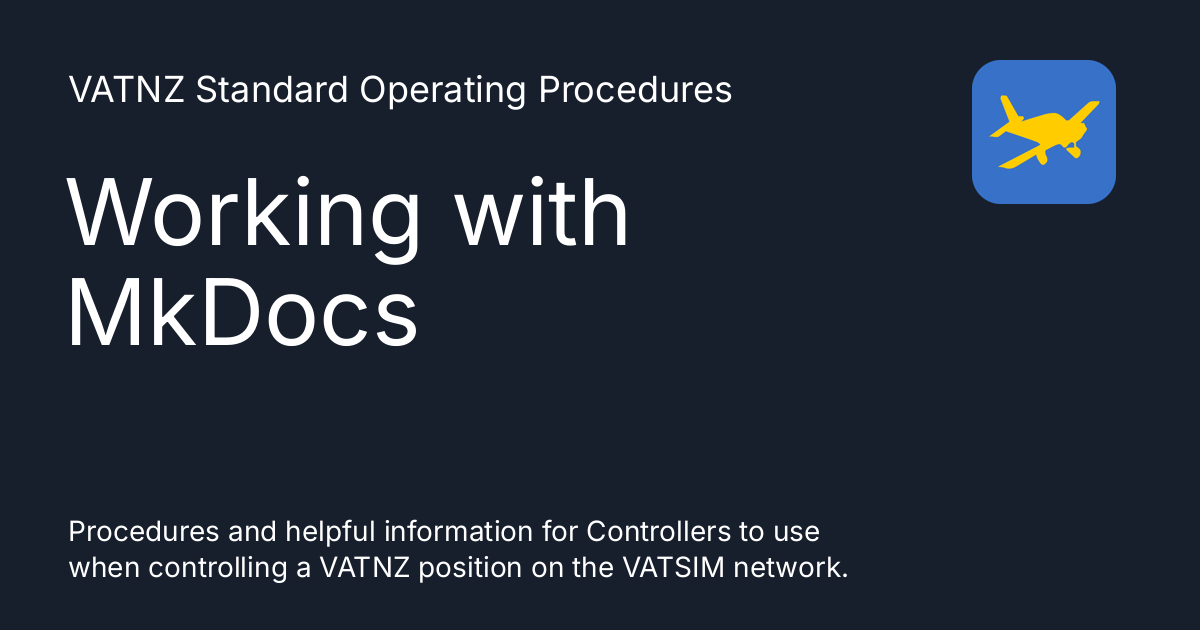 VATNZ Standard Operating Procedures
Working with
MkDocs
Procedures and helpful information for Controllers to use
when controlling a VATNZ position on the VATSIM network.